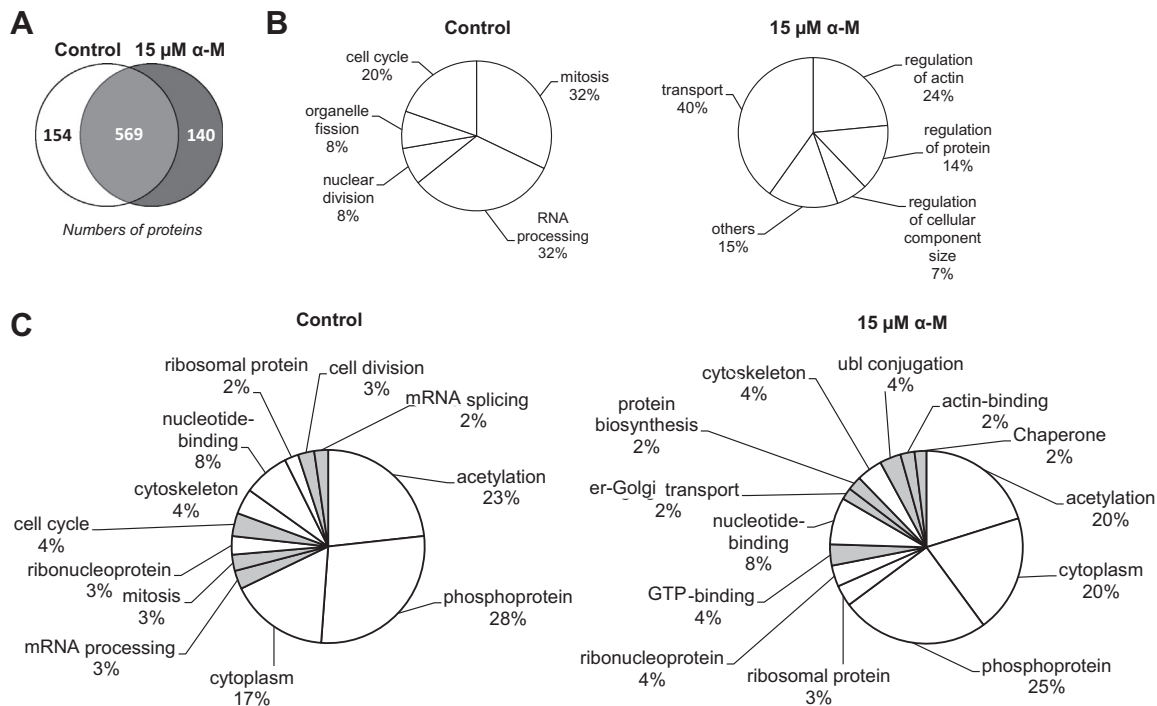 A
Control 15 µM α-M
154
569
140
Numbers of proteins
B
Control
cell cycle
20%
mitosis
32%
organelle
fission
8%
nuclear
division
8%
RNA
processing
32%
15 µM α-M
transport
40%
regulation
of actin
24%
regulation
of protein
14%
regulation
of cellular
component
size
7%
others
15%
C
Control
ribosomal protein
2%
cell division
3%
mRNA splicing
2%
nucleotide-
binding
8%
acetylation
23%
cytoskeleton
4%
cell cycle
4%
ribonucleoprotein
3%
mitosis
3%
phosphoprotein
28%
mRNA processing
3%
cytoplasm
17%
15 µM α-M
ubl conjugation
4%
cytoskeleton
4%
actin-binding
2%
protein
biosynthesis
2%
Chaperone
2%
er-Golgi transport
2%
acetylation
20%
nucleotide-
binding
8%
cytoplasm
20%
GTP-binding
4%
ribonucleoprotein
4%
ribosomal protein
3%
phosphoprotein
25%